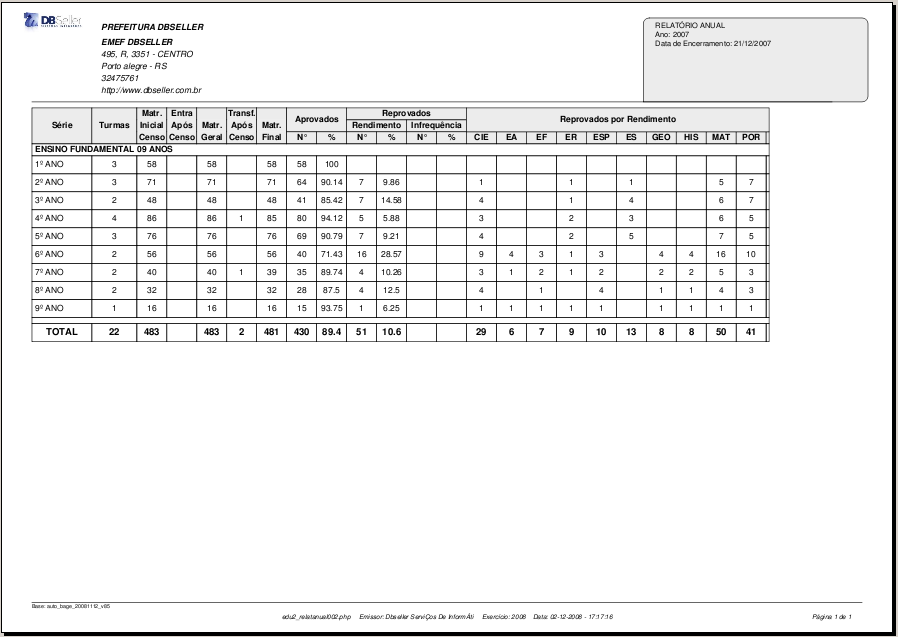 DBSeller
PREFEITURA DBSELLER
EMEF DBSELLER
495, R, 3351 - CENTRO
Porto alegre - RS
32475761
http://www.dbseller.com.br
RELATÓRIO ANUAL
Ano: 2007
Data de Encerramento: 21/12/2007
Série Turmas Matr. Inicial Censo Entra Após Censo Matr. Geral Transf. Após Censo Matr. Final Aprovados Reprovados Reprovados por Rendimento
Rendimento Infrequência
N° % N° % N° % CIE EA EF ER ESP ES GEO HIS MAT POR
ENSINO FUNDAMENTAL 09 ANOS
1º ANO 3 58 58 58 58 100
2º ANO 3 71 71 71 64 90.14 7 9.86 1 1 1 5 7
3º ANO 2 48 48 48 41 85.42 7 14.58 4 1 4 6 7
4º ANO 4 86 86 1 85 80 94.12 5 5.88 3 2 3 6 5
5º ANO 3 76 76 76 69 90.79 7 9.21 4 2 5 7 5
6º ANO 2 56 56 56 40 71.43 16 28.57 9 4 3 1 3 4 4 16 10
7º ANO 2 40 40 1 39 35 89.74 4 10.26 3 1 2 1 2 2 2 5 3
8º ANO 2 32 32 32 28 87.5 4 12.5 4 1 4 1 1 4 3
9º ANO 1 16 16 16 15 93.75 1 6.25 1 1 1 1 1 1 1 1 1
TOTAL 22 483 483 2 481 430 89.4 51 10.6 29 6 7 9 10 13 8 8 50 41
Base: auto_bage_20081112_v85
edu2_relatanual002.php Emissor: Dbseller ServiÇOs De InformÁti Exercício: 2008 Data: 02-12-2008 - 17:17:16 Página 1 de 1